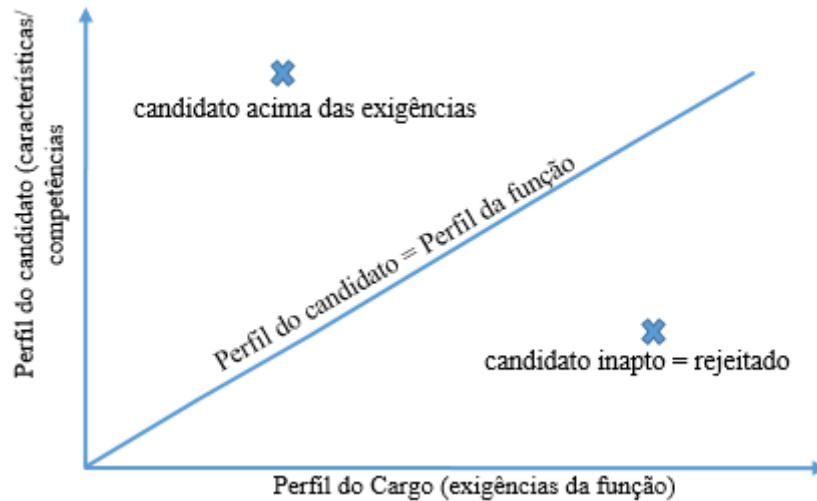 Perfil do candidato (características/
competências
candidato acima das exigências
Perfil do candidato = Perfil da função
candidato inapto = rejeitado
Perfil do Cargo (exigências da função)